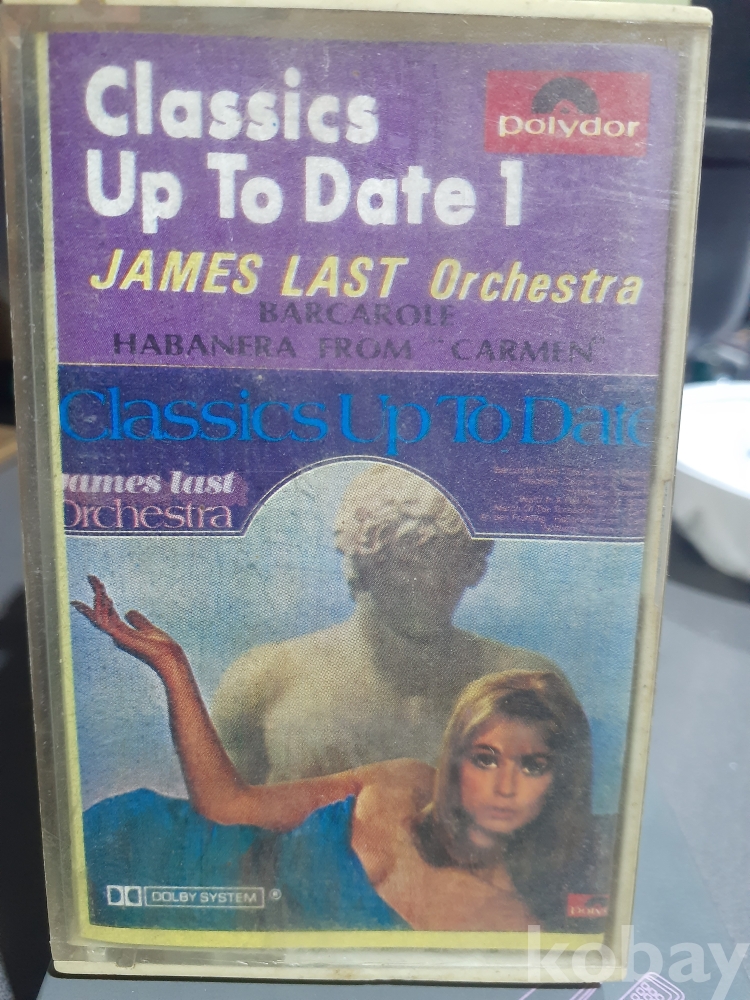 Classics
polydor
Up To Date 1
JAMES LAST Orchestra
BARCAROLE
HABANERA FROM "CARMEN"
Classics Up To Date
james last
Orchestra
DOLBY SYSTEM ®
kobay